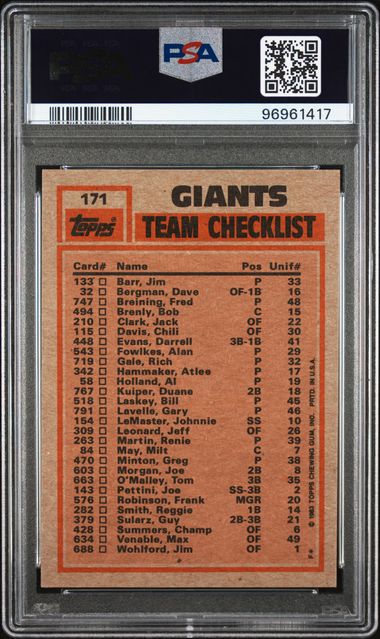 PSA
96961417
171
GIANTS
Topps
TEAM CHECKLIST
Card# Name Pos Unif#
133 Barr, Jim P 33
32 Bergman, Dave OF-1B 16
747 Breining, Fred P 48
494 Brenly, Bob C 15
210 Clark, Jack OF 22
115 Davis, Chili OF 30
448 Evans, Darrell 3B-1B 41
543 Fowlkes, Alan P 29
719 Gale, Rich P 32
342 Hammaker, Atlee P 17
58 Holland, Al P 19
767 Kuiper, Duane 2B 18
518 Laskey, Bill P 45
791 Lavelle, Gary P 46
154 LeMaster, Johnnie SS 10
309 Leonard, Jeff OF 26
263 Martin, Renie P 39
84 May, Milt C 7
470 Minton, Greg P 38
603 Morgan, Joe 2B 8
663 O'Malley, Tom 3B 35
143 Pettini, Joe SS-3B 2
576 Robinson, Frank MGR 20
282 Smith, Reggie 1B 14
379 Sularz, Guy 2B-3B 21
428 Summers, Champ OF 6
634 Venable, Max OF 49
688 Wohlford, Jim OF 1
© 1983 TOPPS CHEWING GUM, INC. PRTD. IN U.S.A.
F*